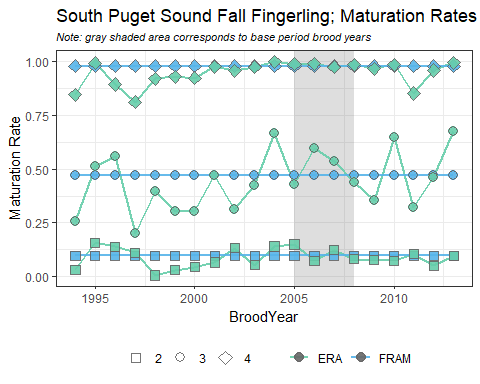 South Puget Sound Fall Fingerling; Maturation Rates
Note: gray shaded area corresponds to base period brood years
1.00
0.75
0.50
0.25
0.00
Maturation Rate
1995 2000 2005 2010
BroodYear
2 3 4 ERA FRAM